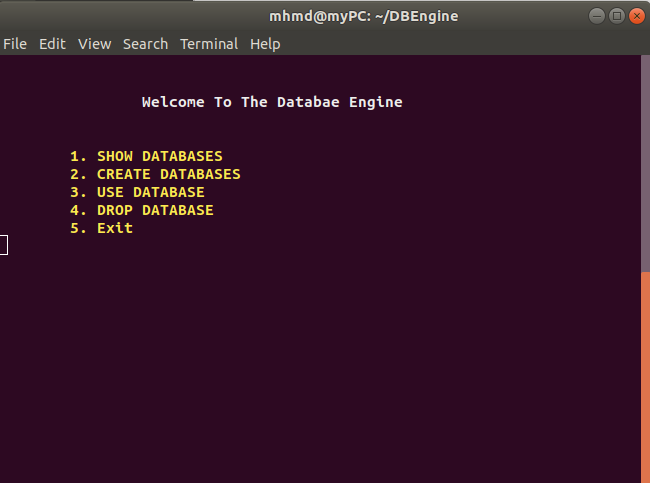 mhmd@myPC: ~/DBEngine
File Edit View Search Terminal Help
Welcome To The Databae Engine
1. SHOW DATABASES
2. CREATE DATABASES
3. USE DATABASE
4. DROP DATABASE
5. Exit